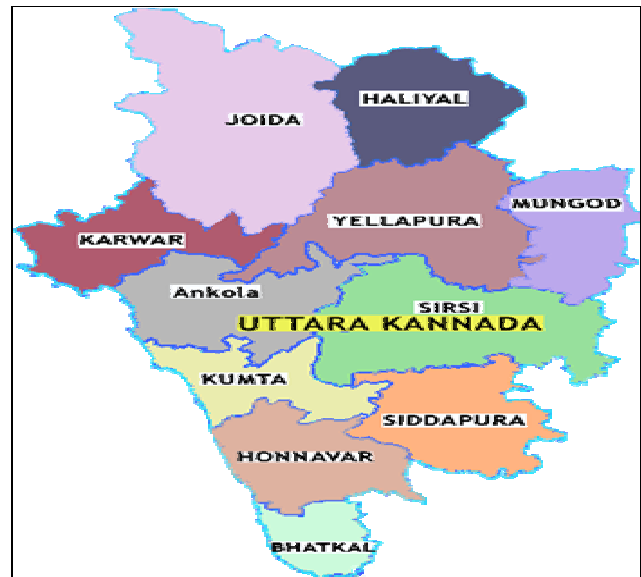 HALIYAL
JOIDA
MUNGOD
YELLAPURA
KARWAR
Ankola
SIRSI
UTTARA KANNADA
KUMTA
SIDDAPURA
HONNAVAR
BHATKAL